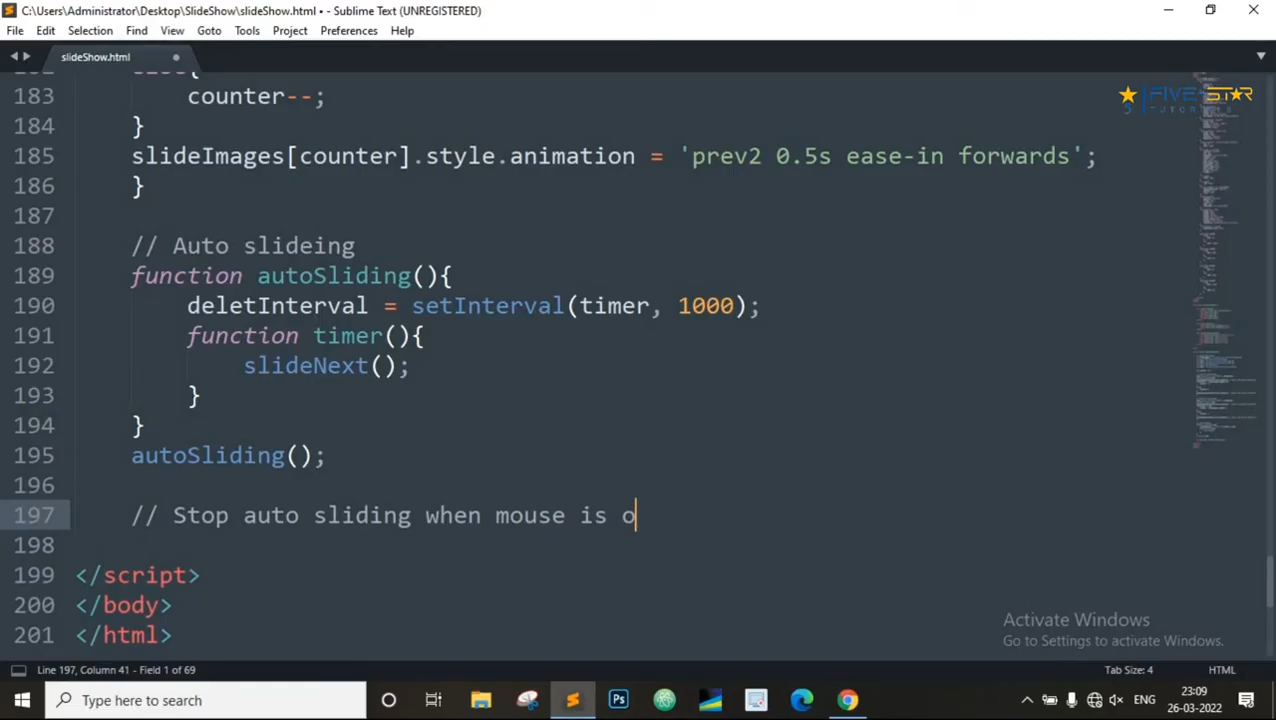 C:\Users\Administrator\Desktop\SlideShow\slideShow.html • - Sublime Text (UNREGISTERED)
File Edit Selection Find View Goto Tools Project Preferences Help
slideShow.html
FIVE STAR
TUTORIALS
183 counter--;
184 }
185 slideImages[counter].style.animation = 'prev2 0.5s ease-in forwards';
186 }
187
188 // Auto slideing
189 function autoSliding(){
190 deletInterval = setInterval(timer, 1000);
191 function timer(){
192 slideNext();
193 }
194 }
195 autoSliding();
196
197 // Stop auto sliding when mouse is o
198
199 </script>
200 </body>
201 </html>
Activate Windows
Go to Settings to activate Windows.
Line 197, Column 41 - Field 1 of 69 Tab Size: 4 HTML
Type here to search
Ps
ENG
23:09
26-03-2022